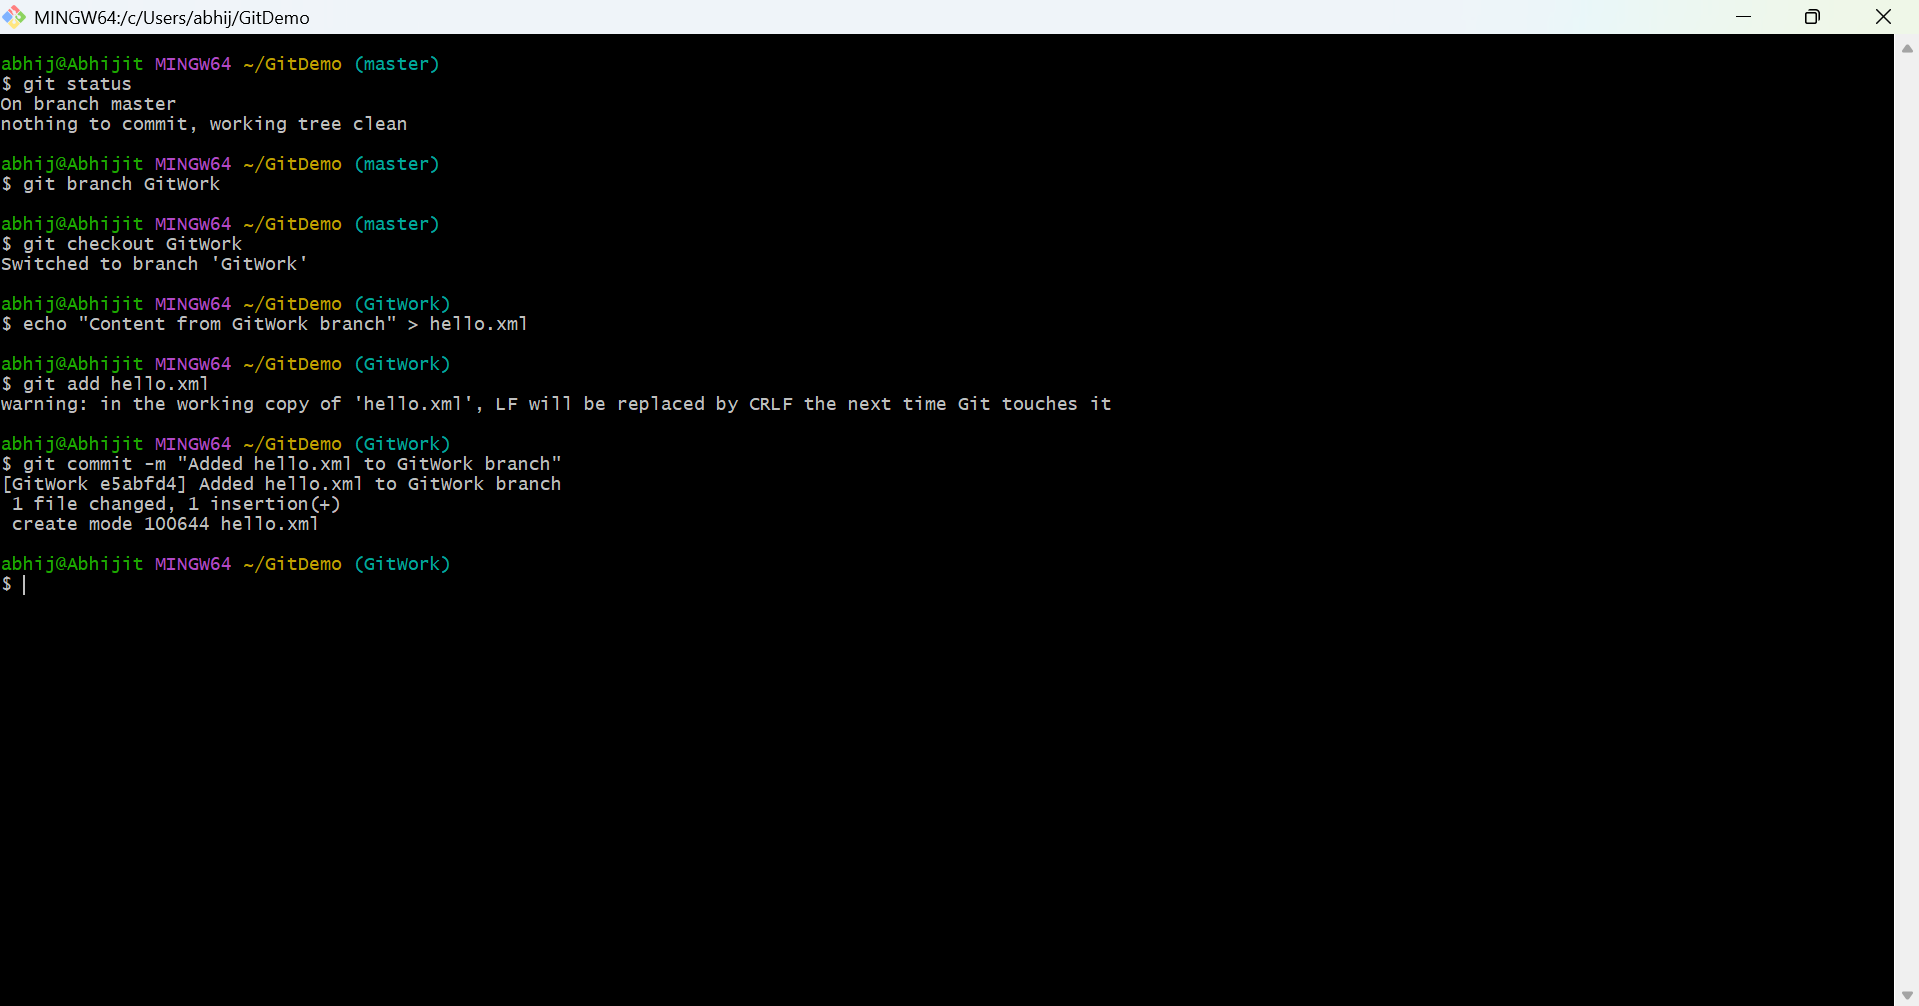 MINGW64:/c/Users/abhij/GitDemo
abhij@Abhijit MINGW64 ~/GitDemo (master)
$ git status
On branch master
nothing to commit, working tree clean
abhij@Abhijit MINGW64 ~/GitDemo (master)
$ git branch GitWork
abhij@Abhijit MINGW64 ~/GitDemo (master)
$ git checkout GitWork
Switched to branch 'GitWork'
abhij@Abhijit MINGW64 ~/GitDemo (GitWork)
$ echo "Content from GitWork branch" > hello.xml
abhij@Abhijit MINGW64 ~/GitDemo (GitWork)
$ git add hello.xml
warning: in the working copy of 'hello.xml', LF will be replaced by CRLF the next time Git touches it
abhij@Abhijit MINGW64 ~/GitDemo (GitWork)
$ git commit -m "Added hello.xml to GitWork branch"
[GitWork e5abfd4] Added hello.xml to GitWork branch
 1 file changed, 1 insertion(+)
 create mode 100644 hello.xml
abhij@Abhijit MINGW64 ~/GitDemo (GitWork)
$